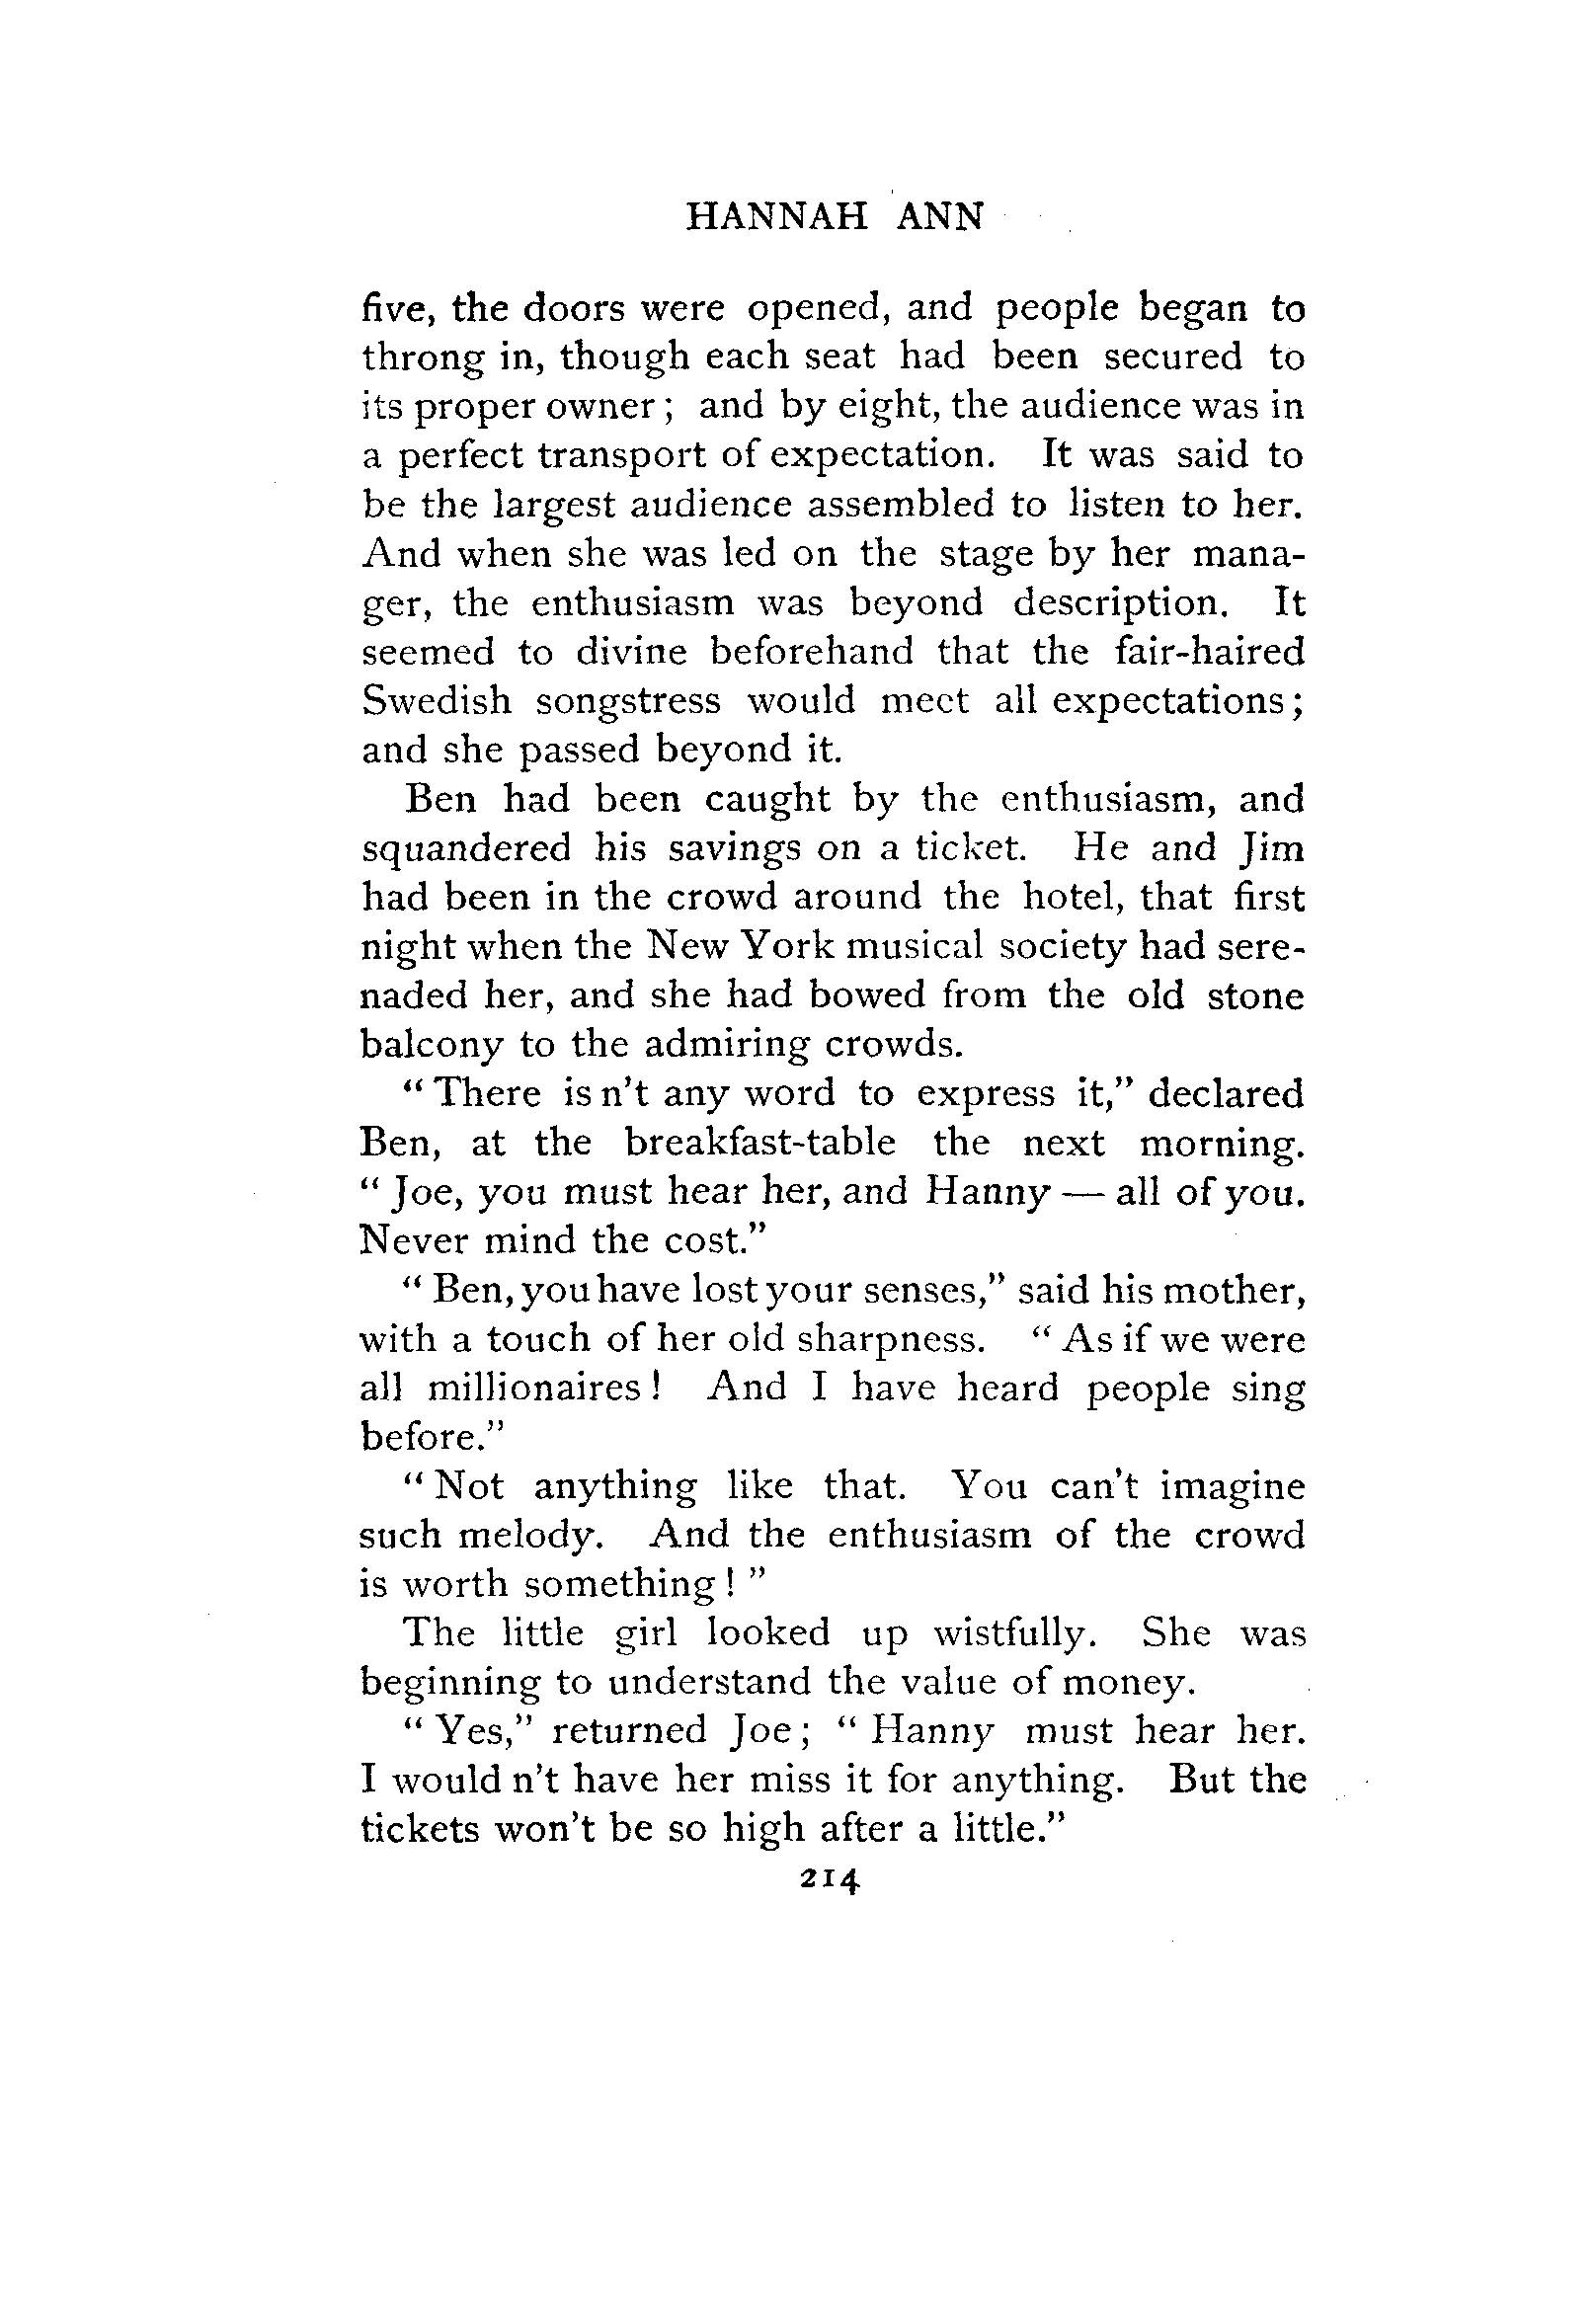 HANNAH ANN
five, the doors were opened, and people began to
throng in, though each seat had been secured to
its proper owner; and by eight, the audience was in
a perfect transport of expectation. It was said to
be the largest audience assembled to listen to her.
And when she was led on the stage by her mana-
ger, the enthusiasm was beyond description. It
seemed to divine beforehand that the fair-haired
Swedish songstress would meet all expectations;
and she passed beyond it.
Ben had been caught by the enthusiasm, and
squandered his savings on a ticket. He and Jim
had been in the crowd around the hotel, that first
night when the New York musical society had sere-
naded her, and she had bowed from the old stone
balcony to the admiring crowds.
"There is n't any word to express it," declared
Ben, at the breakfast-table the next morning.
"Joe, you must hear her, and Hanny — all of you.
Never mind the cost."
"Ben, you have lost your senses," said his mother,
with a touch of her old sharpness. "As if we were
all millionaires! And I have heard people sing
before."
"Not anything like that. You can't imagine
such melody. And the enthusiasm of the crowd
is worth something!"
The little girl looked up wistfully. She was
beginning to understand the value of money.
"Yes," returned Joe; "Hanny must hear her.
I would n't have her miss it for anything. But the
tickets won't be so high after a little."
214